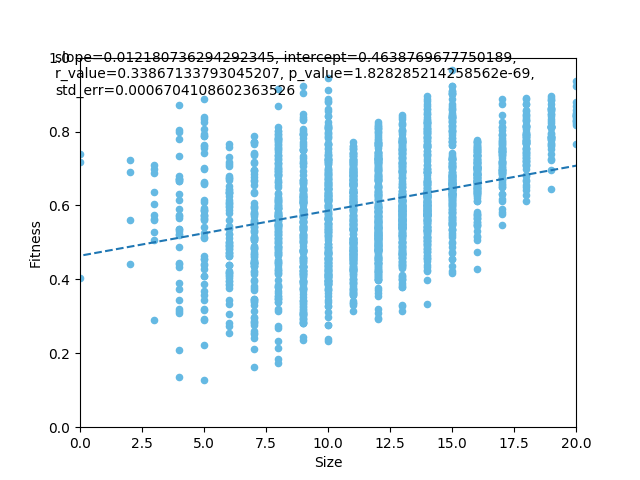 slope=0.012180736294292345, intercept=0.4638769677750189,
r_value=0.33867133793045207, p_value=1.828285214258562e-69,
std_err=0.0006704108602363526
1.0
0.8
0.6
0.4
0.2
0.0
Fitness
0.0 2.5 5.0 7.5 10.0 12.5 15.0 17.5 20.0
Size